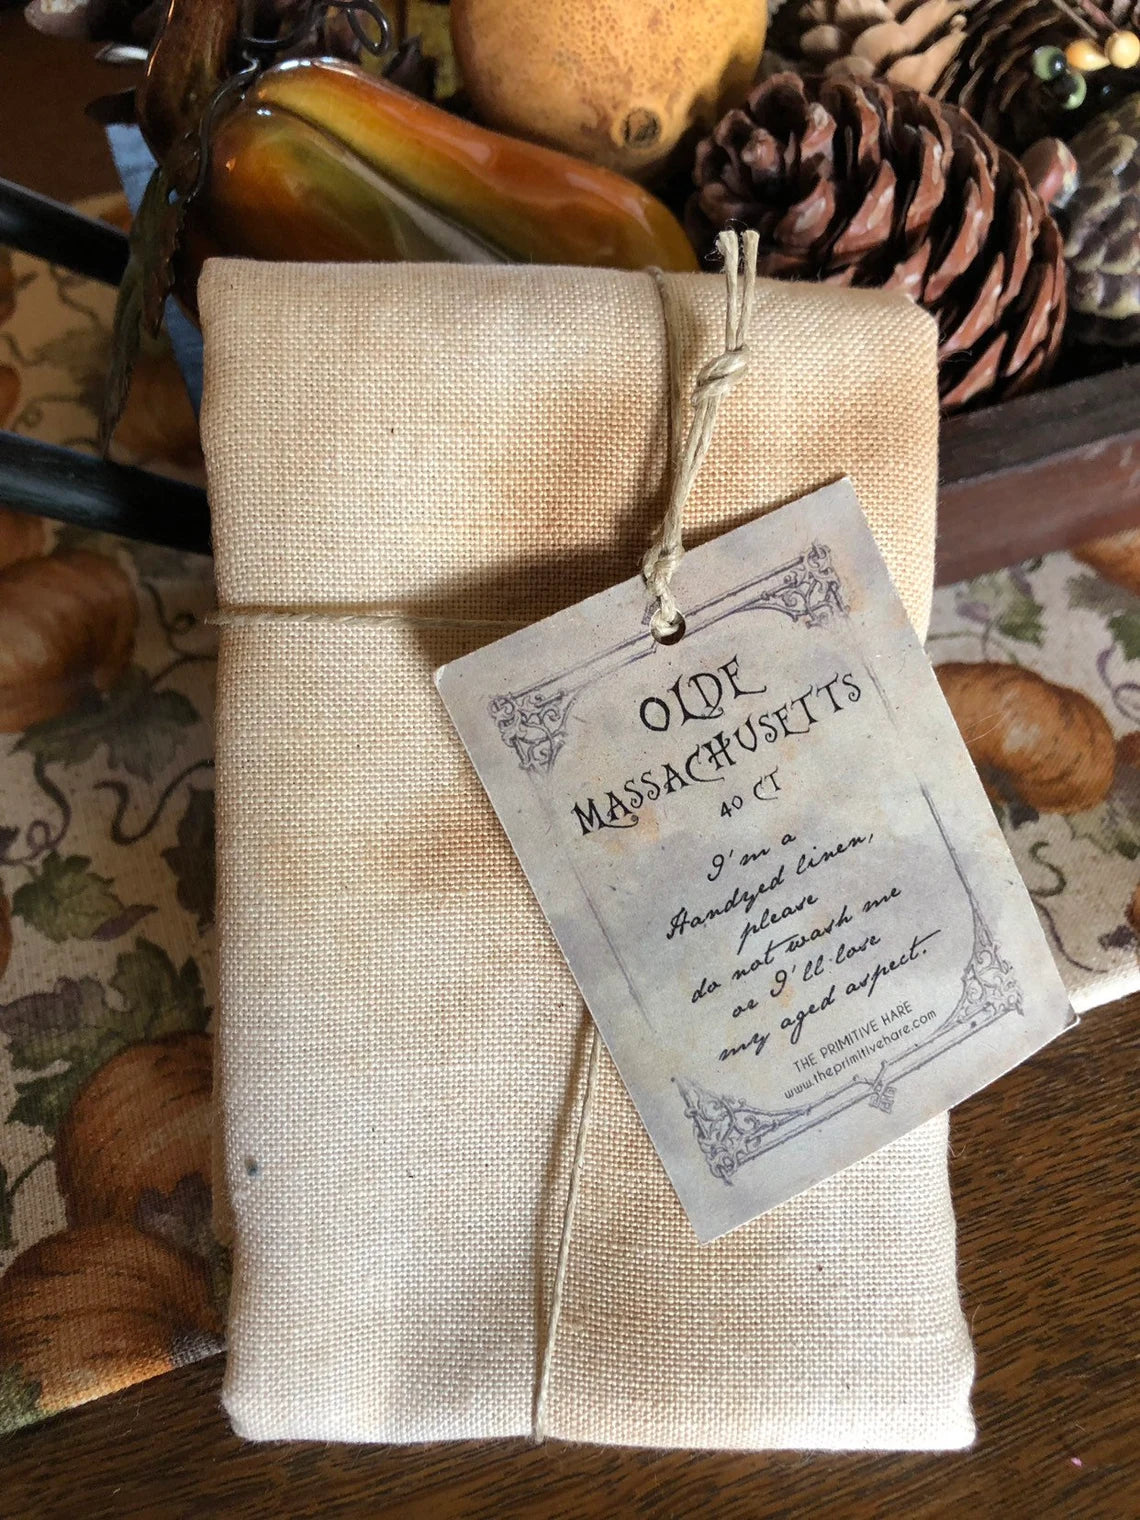 OLDE
MASSACHUSETTS
40 CT
I'm a
Handyed linen,
please
do not wash me
or I'll lose
my aged aspect.
THE PRIMITIVE HARE
www.theprimitivehare.com